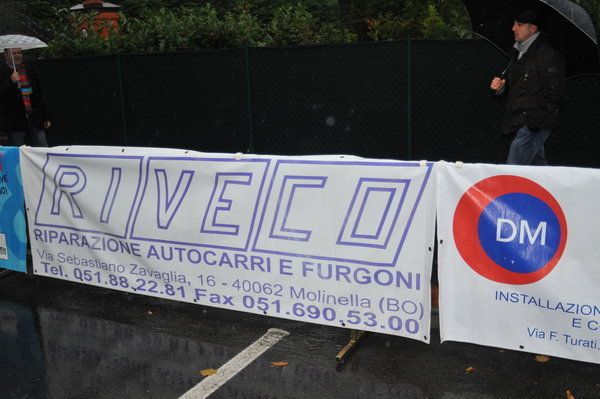 RIVECO
RIPARAZIONE AUTOCARRI E FURGONI
Via Sebastiano Zavaglia, 16 - 40062 Molinella (BO)
Tel. 051.88.22.81 Fax 051.690.53.00
DM
INSTALLAZION
E C
Via F. Turati,